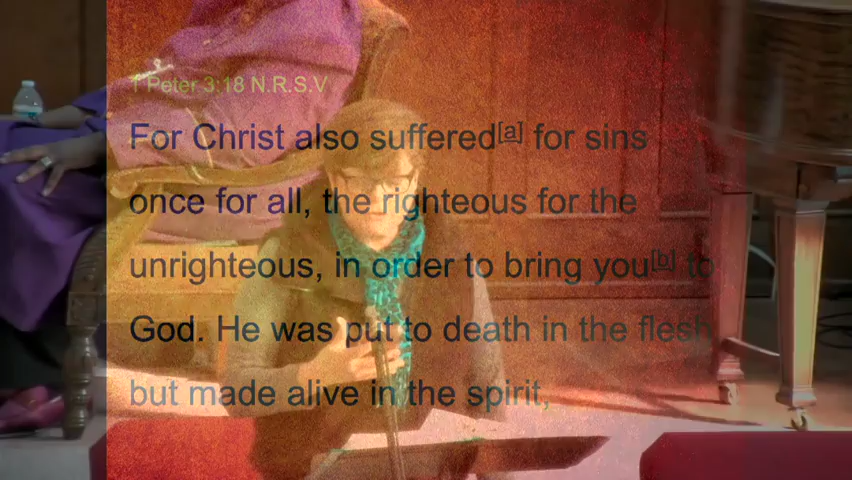 1 Peter 3:18 N.R.S.V
For Christ also suffered[a] for sins
once for all, the righteous for the
unrighteous, in order to bring you[b] to
God. He was put to death in the flesh,
but made alive in the spirit,